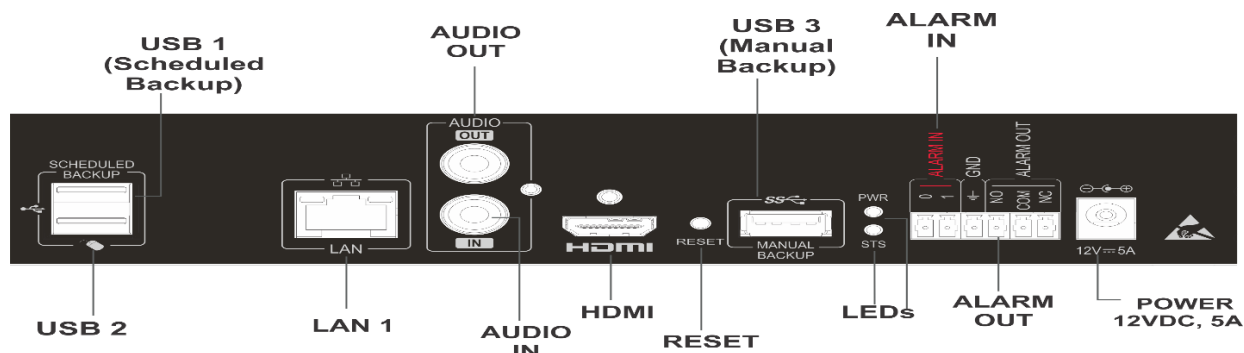 USB 1
(Scheduled
Backup)
AUDIO
OUT
USB 3
(Manual
Backup)
ALARM
IN
SCHEDULED
BACKUP
LAN
AUDIO
OUT
IN
HDMI
RESET
SS
MANUAL
BACKUP
PWR
STS
0
1
ALARM IN
GND
NO
COM
NC
ALARM OUT
12V 5A
USB 2
LAN 1
AUDIO
IN
HDMI
RESET
LEDs
ALARM
OUT
POWER
12VDC, 5A